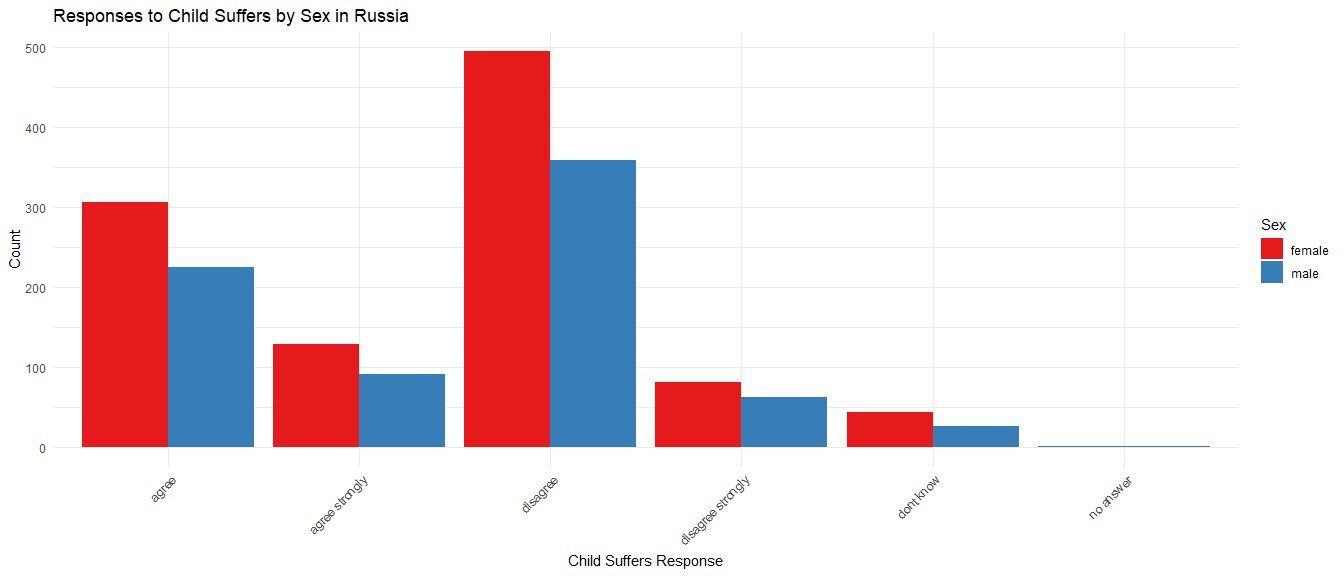 Responses to Child Suffers by Sex in Russia
Count
500
400
300
200
100
0
agree
agree strongly
disagree
disagree strongly
dont know
no answer
Child Suffers Response
Sex
female
male